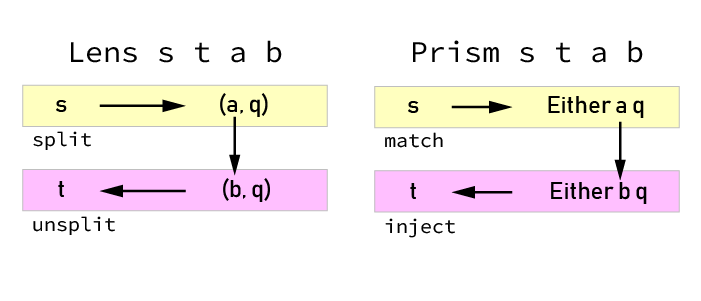 Lens s t a b
s (a, q)
split
t (b, q)
unsplit
Prism s t a b
s Either a q
match
t Either b q
inject